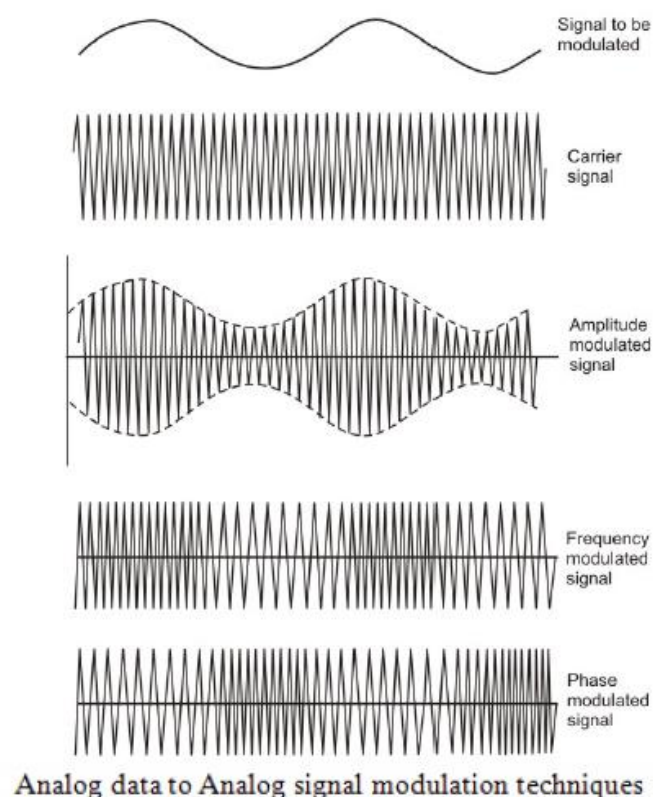 Signal to be
modulated
Carrier
signal
Amplitude
modulated
signal
Frequency
modulated
signal
Phase
modulated
signal
Analog data to Analog signal modulation techniques